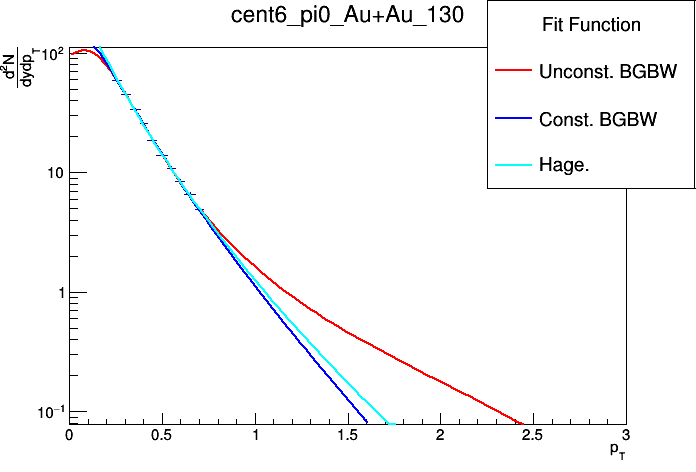 cent6_pi0_Au+Au_130
Fit Function
Unconst. BGBW
Const. BGBW
Hage.
d²N
dydp_T
10²
10
1
10⁻¹
0 0.5 1 1.5 2 2.5 3
p_T